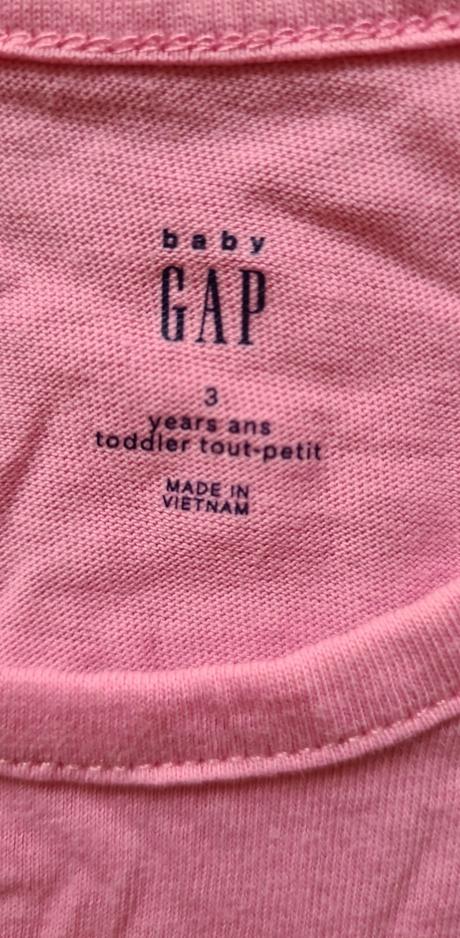 baby
GAP
3
years ans
toddler tout-petit
MADE IN
VIETNAM